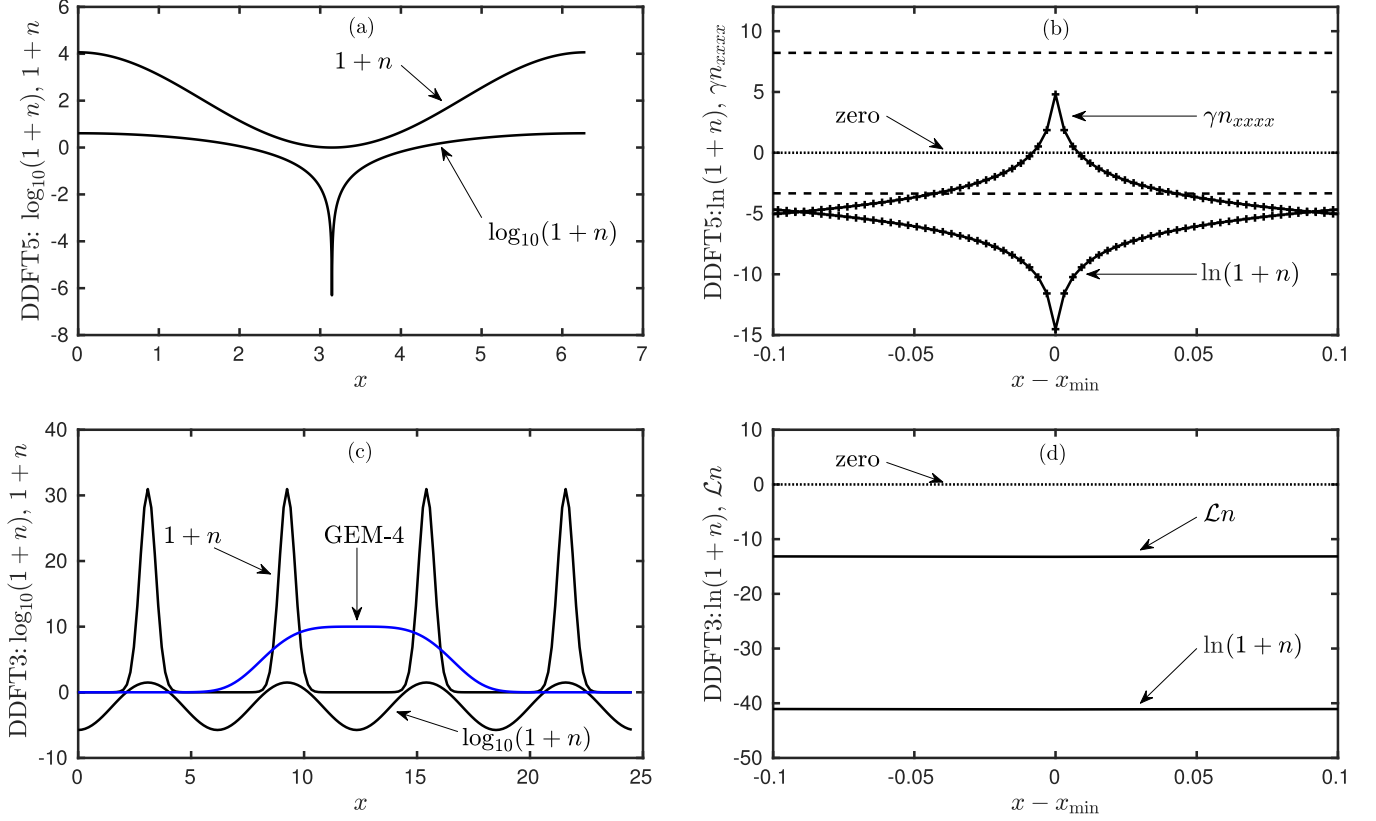 DDFT5: log₁₀(1 + n), 1 + n
6
4
2
0
-2
-4
-6
-8
(a)
1 + n
log₁₀(1 + n)
0 1 2 3 4 5 6 7
x
DDFT5:ln(1 + n), γnₓₓₓₓ
10
5
0
-5
-10
-15
(b)
zero
γnₓₓₓₓ
ln(1 + n)
-0.1 -0.05 0 0.05 0.1
x − x_min
DDFT3: log₁₀(1 + n), 1 + n
40
30
20
10
0
-10
(c)
1 + n
GEM-4
log₁₀(1 + n)
0 5 10 15 20 25
x
DDFT3:ln(1 + n), ℒn
10
0
-10
-20
-30
-40
-50
(d)
zero
ℒn
ln(1 + n)
-0.1 -0.05 0 0.05 0.1
x − x_min